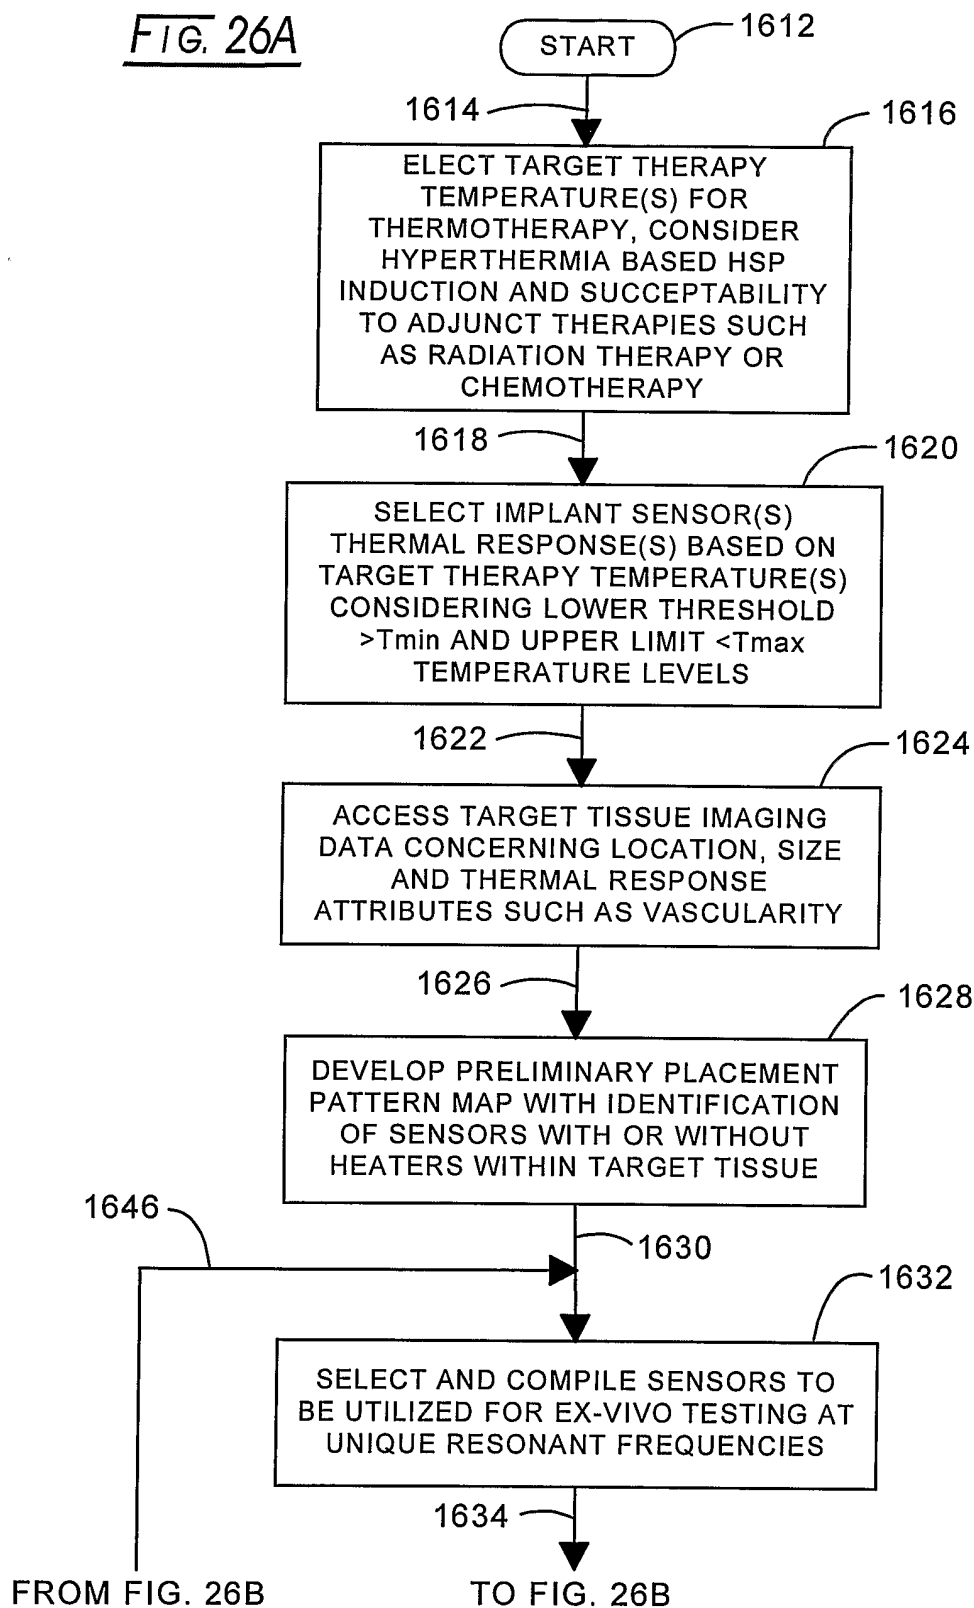 FIG. 26A
START
1612
1614
1616
ELECT TARGET THERAPY
TEMPERATURE(S) FOR
THERMOTHERAPY, CONSIDER
HYPERTHERMIA BASED HSP
INDUCTION AND SUCCEPTABILITY
TO ADJUNCT THERAPIES SUCH
AS RADIATION THERAPY OR
CHEMOTHERAPY
1618
1620
SELECT IMPLANT SENSOR(S)
THERMAL RESPONSE(S) BASED ON
TARGET THERAPY TEMPERATURE(S)
CONSIDERING LOWER THRESHOLD
>Tmin AND UPPER LIMIT <Tmax
TEMPERATURE LEVELS
1622
1624
ACCESS TARGET TISSUE IMAGING
DATA CONCERNING LOCATION, SIZE
AND THERMAL RESPONSE
ATTRIBUTES SUCH AS VASCULARITY
1626
1628
DEVELOP PRELIMINARY PLACEMENT
PATTERN MAP WITH IDENTIFICATION
OF SENSORS WITH OR WITHOUT
HEATERS WITHIN TARGET TISSUE
1646
1630
1632
SELECT AND COMPILE SENSORS TO
BE UTILIZED FOR EX-VIVO TESTING AT
UNIQUE RESONANT FREQUENCIES
1634
FROM FIG. 26B
TO FIG. 26B